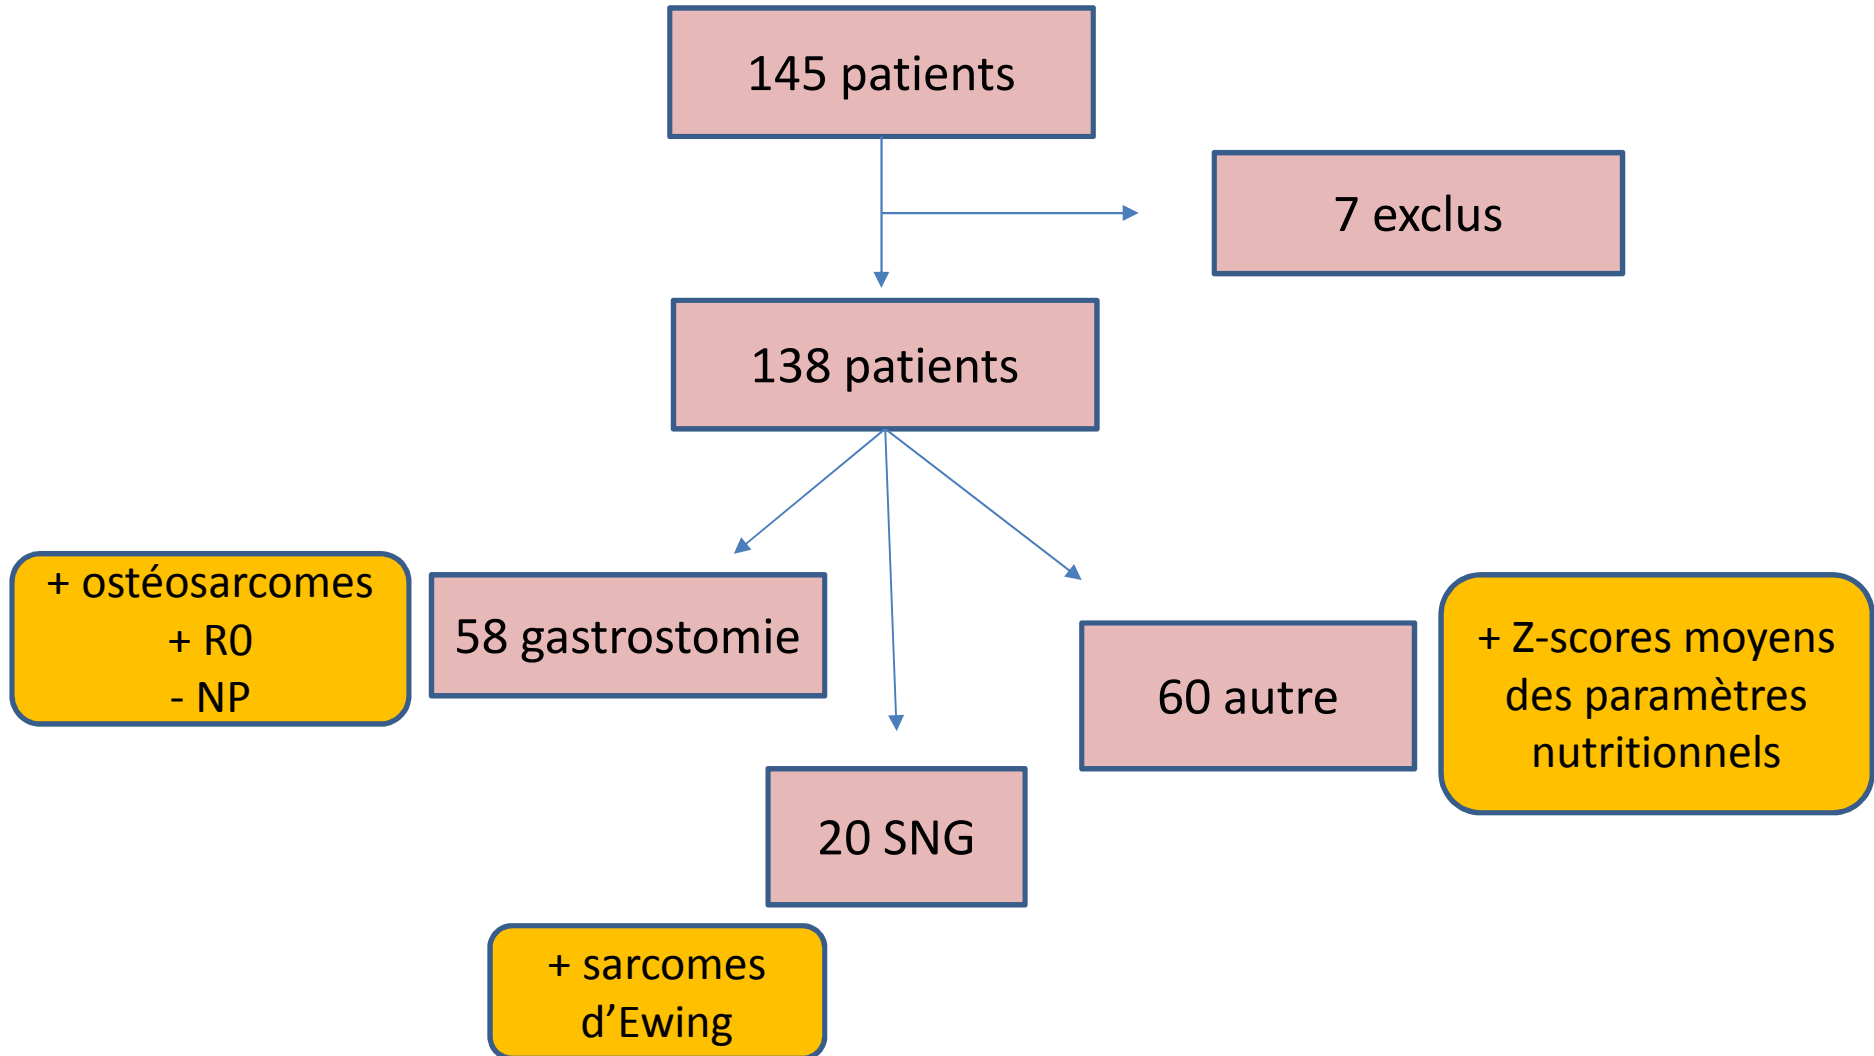 145 patients
7 exclus
138 patients
+ ostéosarcomes
+ R0
- NP
58 gastrostomie
60 autre
+ Z-scores moyens
des paramètres
nutritionnels
20 SNG
+ sarcomes
d’Ewing